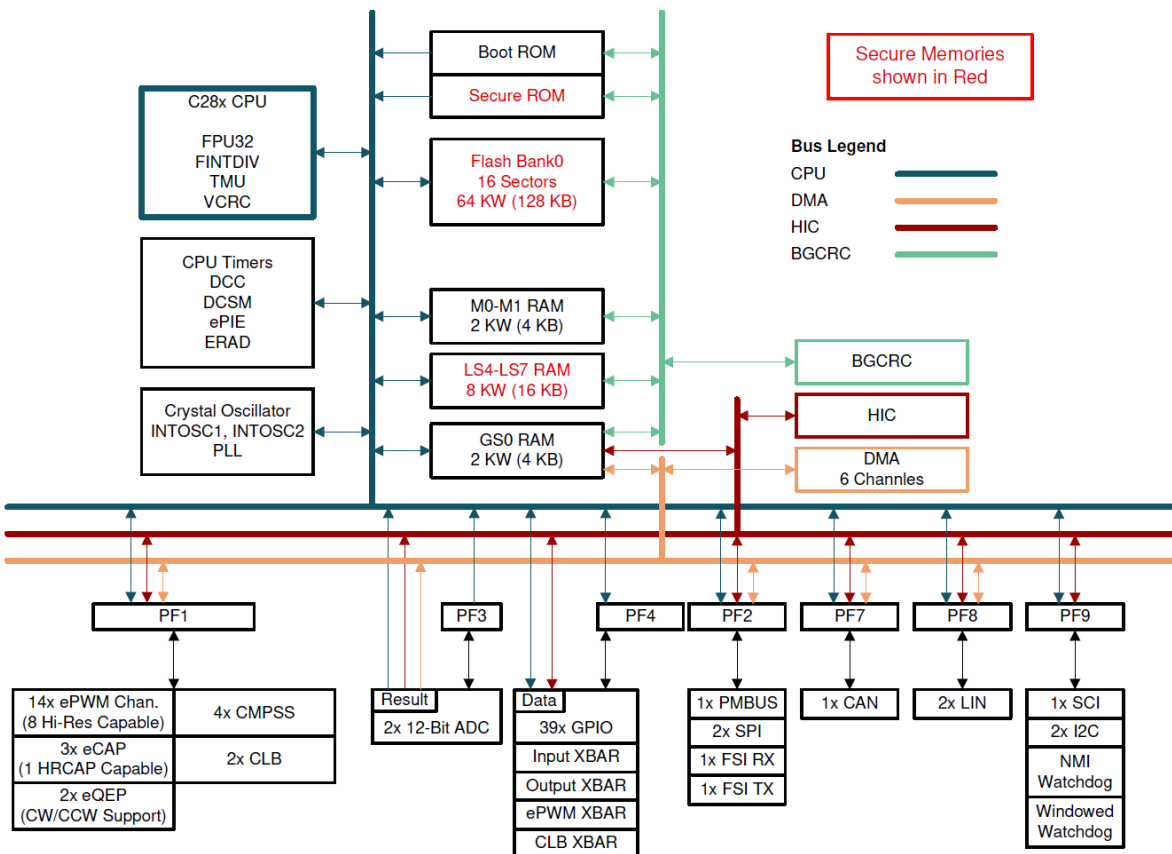 Boot ROM
Secure ROM
Secure Memories
shown in Red
C28x CPU
FPU32
FINTDIV
TMU
VCRC
Flash Bank0
16 Sectors
64 KW (128 KB)
Bus Legend
CPU
DMA
HIC
BGCRC
CPU Timers
DCC
DCSM
ePIE
ERAD
M0-M1 RAM
2 KW (4 KB)
LS4-LS7 RAM
8 KW (16 KB)
BGCRC
Crystal Oscillator
INTOSC1, INTOSC2
PLL
GS0 RAM
2 KW (4 KB)
HIC
DMA
6 Channles
PF1
PF3
PF4
PF2
PF7
PF8
PF9
14x ePWM Chan.
(8 Hi-Res Capable)
4x CMPSS
3x eCAP
(1 HRCAP Capable)
2x CLB
2x eQEP
(CW/CCW Support)
Result
2x 12-Bit ADC
Data
39x GPIO
Input XBAR
Output XBAR
ePWM XBAR
CLB XBAR
1x PMBUS
2x SPI
1x FSI RX
1x FSI TX
1x CAN
2x LIN
1x SCI
2x I2C
NMI
Watchdog
Windowed
Watchdog